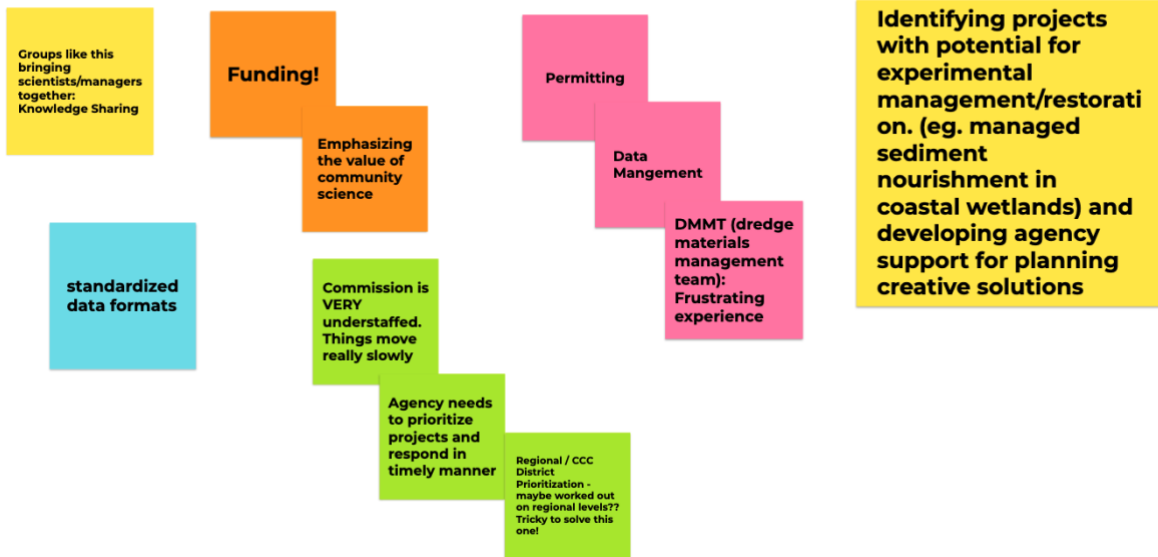 Groups like this
bringing
scientists/managers
together:
Knowledge Sharing
Funding!
Emphasizing
the value of
community
science
Permitting
Data
Mangement
DMMT (dredge
materials
management
team):
Frustrating
experience
Identifying projects
with potential for
experimental
management/restorati
on. (eg. managed
sediment
nourishment in
coastal wetlands) and
developing agency
support for planning
creative solutions
standardized
data formats
Commission is
VERY
understaffed.
Things move
really slowly
Agency needs
to prioritize
projects and
respond in
timely manner
Regional / CCC
District
Prioritization -
maybe worked out
on regional levels??
Tricky to solve this
one!